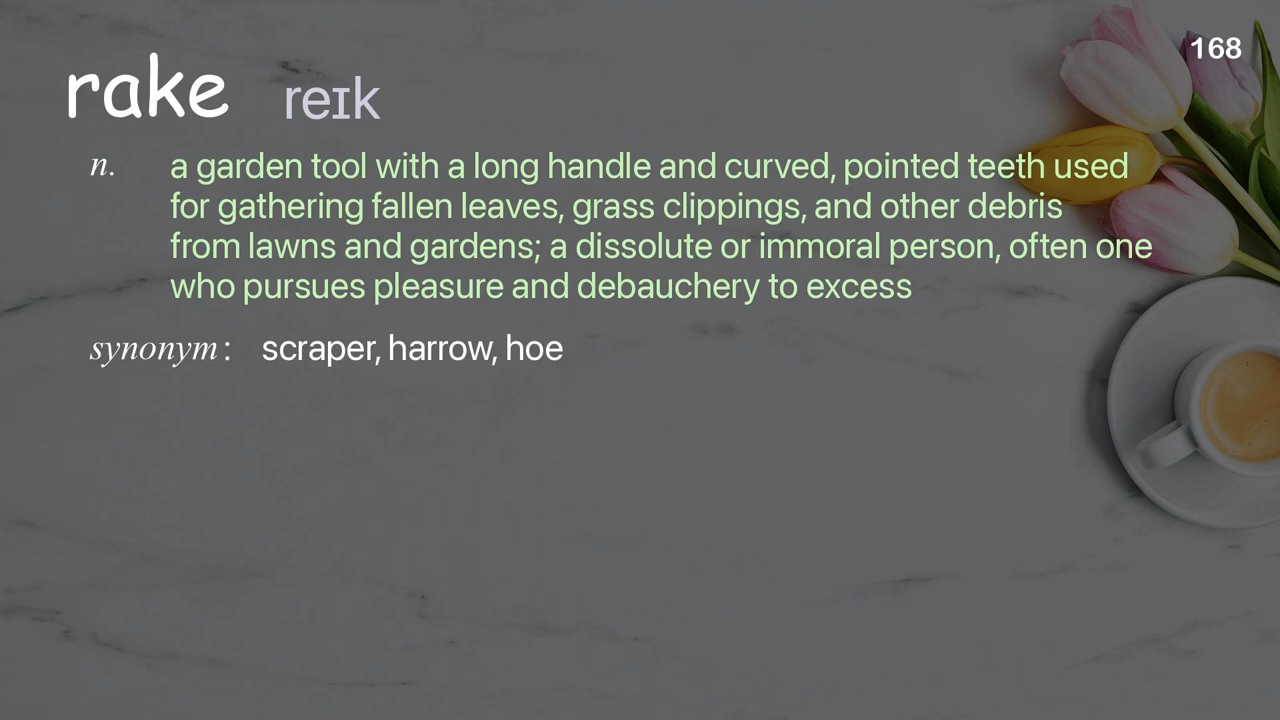 168
rake reɪk
n. a garden tool with a long handle and curved, pointed teeth used
for gathering fallen leaves, grass clippings, and other debris
from lawns and gardens; a dissolute or immoral person, often one
who pursues pleasure and debauchery to excess
synonym: scraper, harrow, hoe